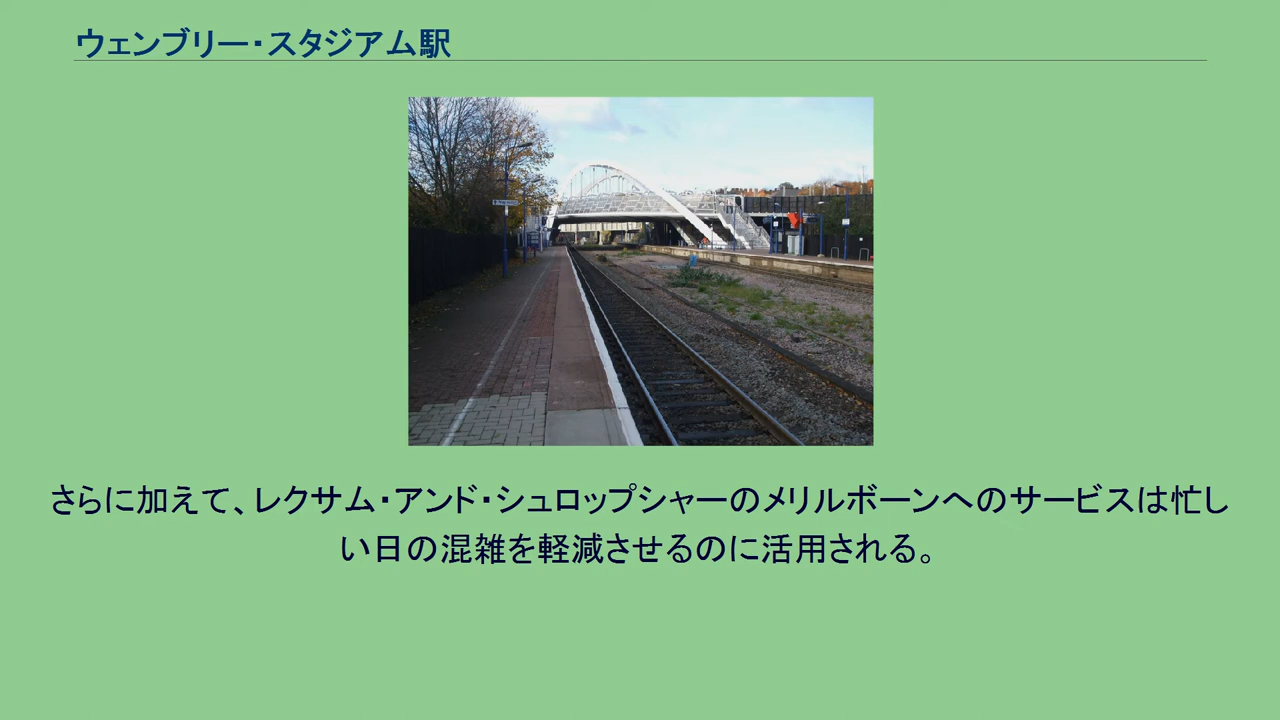 ウェンブリー・スタジアム駅
さらに加えて、レクサム・アンド・シュロップシャーのメリルボーンへのサービスは忙し
い日の混雑を軽減させるのに活用される。